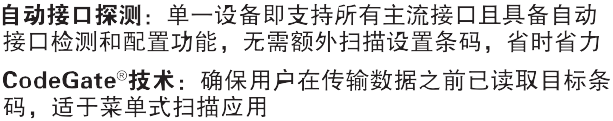 自动接口探测：单一设备即支持所有主流接口且具备自动
接口检测和配置功能，无需额外扫描设置条码，省时省力
CodeGate®技术：确保用户在传输数据之前已读取目标条
码，适于菜单式扫描应用